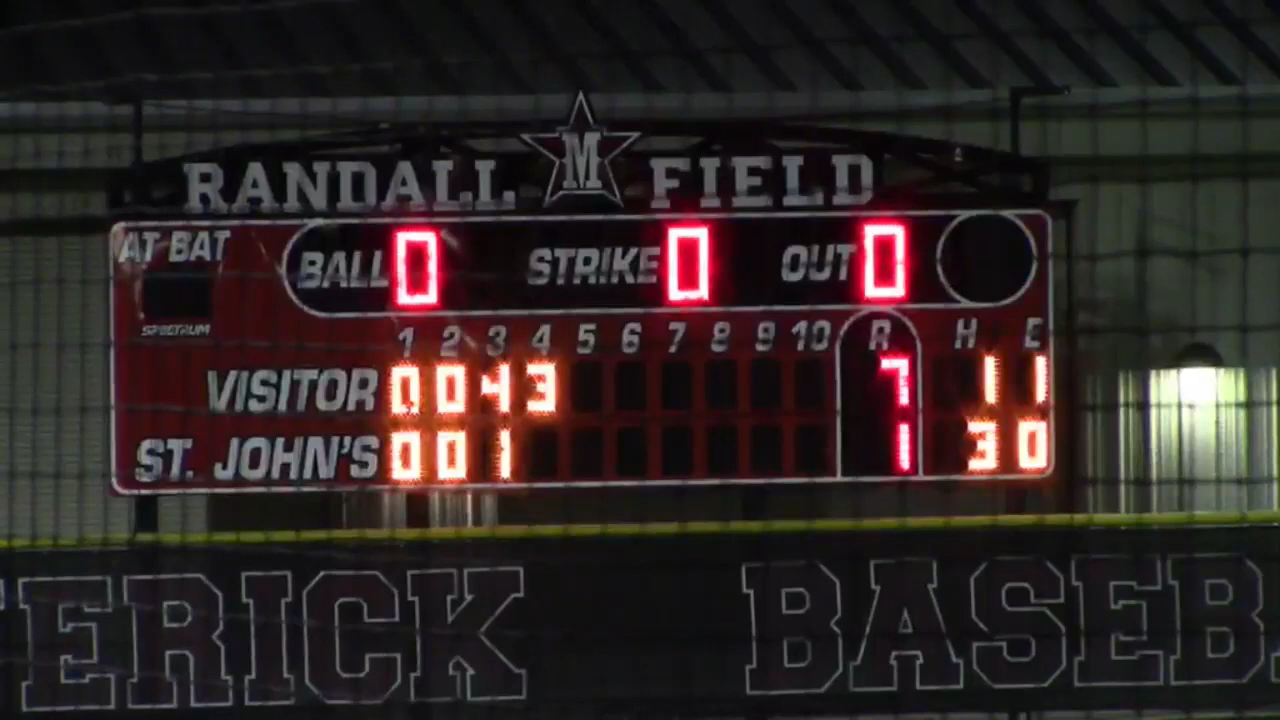 RANDALL M FIELD
AT BAT
SPECTRUM
BALL 0 STRIKE 0 OUT 0
1 2 3 4 5 6 7 8 9 10 R H E
VISITOR 0 0 4 3 7 1 1
ST. JOHN'S 0 0 1 1 3 0
ERICK BASEB